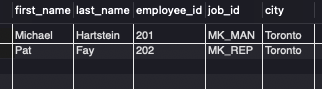 first_name last_name employee_id job_id city
Michael Hartstein 201 MK_MAN Toronto
Pat Fay 202 MK_REP Toronto